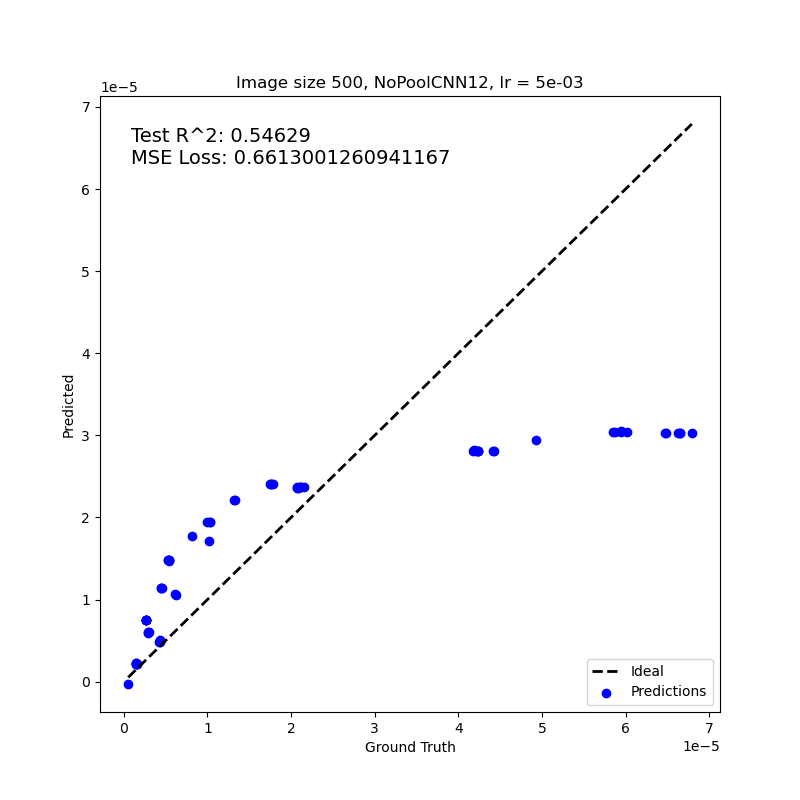 Image size 500, NoPoolCNN12, lr = 5e-03
1e−5
Test R^2: 0.54629
MSE Loss: 0.6613001260941167
7
6
5
4
3
2
1
0
Predicted
Ideal
Predictions
0 1 2 3 4 5 6 7
Ground Truth
1e−5